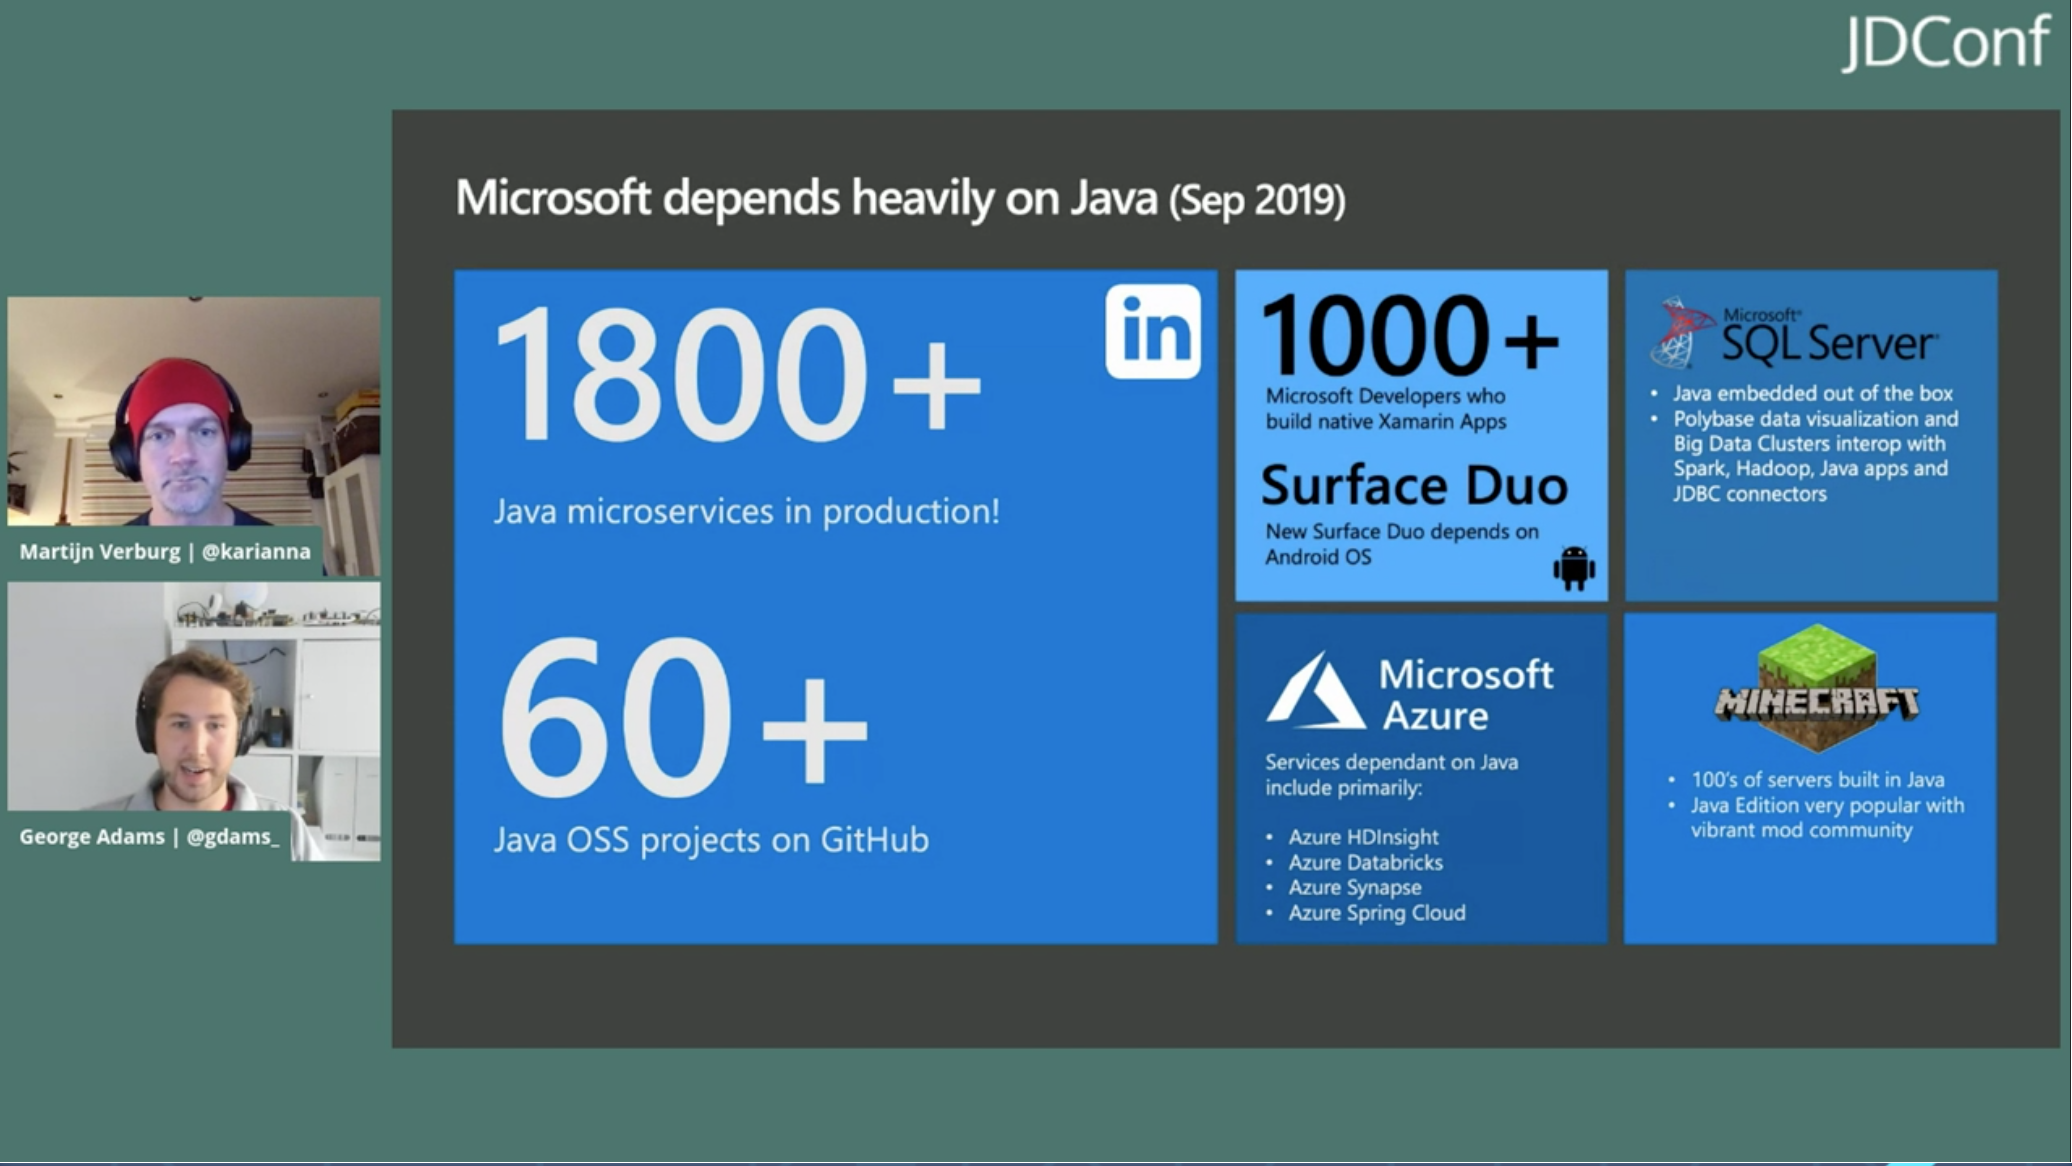 JDConf
Microsoft depends heavily on Java (Sep 2019)
1800+
in
Java microservices in production!
60+
Java OSS projects on GitHub
1000+
Microsoft Developers who
build native Xamarin Apps
Surface Duo
New Surface Duo depends on
Android OS
Microsoft
SQL Server
• Java embedded out of the box
• Polybase data visualization and
Big Data Clusters interop with
Spark, Hadoop, Java apps and
JDBC connectors
Microsoft
Azure
Services dependant on Java
include primarily:
• Azure HDInsight
• Azure Databricks
• Azure Synapse
• Azure Spring Cloud
MINECRAFT
• 100's of servers built in Java
• Java Edition very popular with
vibrant mod community
Martijn Verburg | @karianna
George Adams | @gdams_